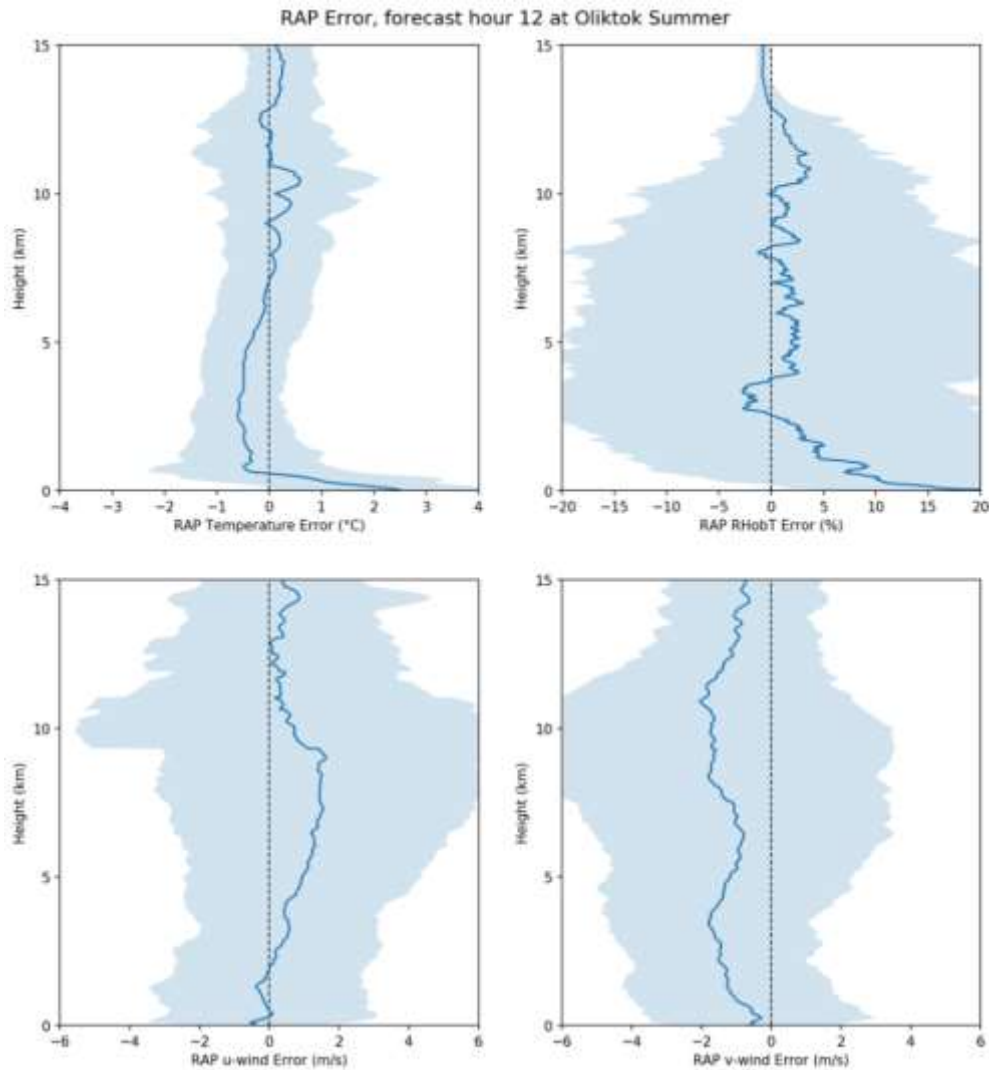 RAP Error, forecast hour 12 at Oliktok Summer
15
10
5
0
Height (km)
−4 −3 −2 −1 0 1 2 3 4
RAP Temperature Error (°C)
15
10
5
0
Height (km)
−20 −15 −10 −5 0 5 10 15 20
RAP RHobT Error (%)
15
10
5
0
Height (km)
−6 −4 −2 0 2 4 6
RAP u-wind Error (m/s)
15
10
5
0
Height (km)
−6 −4 −2 0 2 4 6
RAP v-wind Error (m/s)